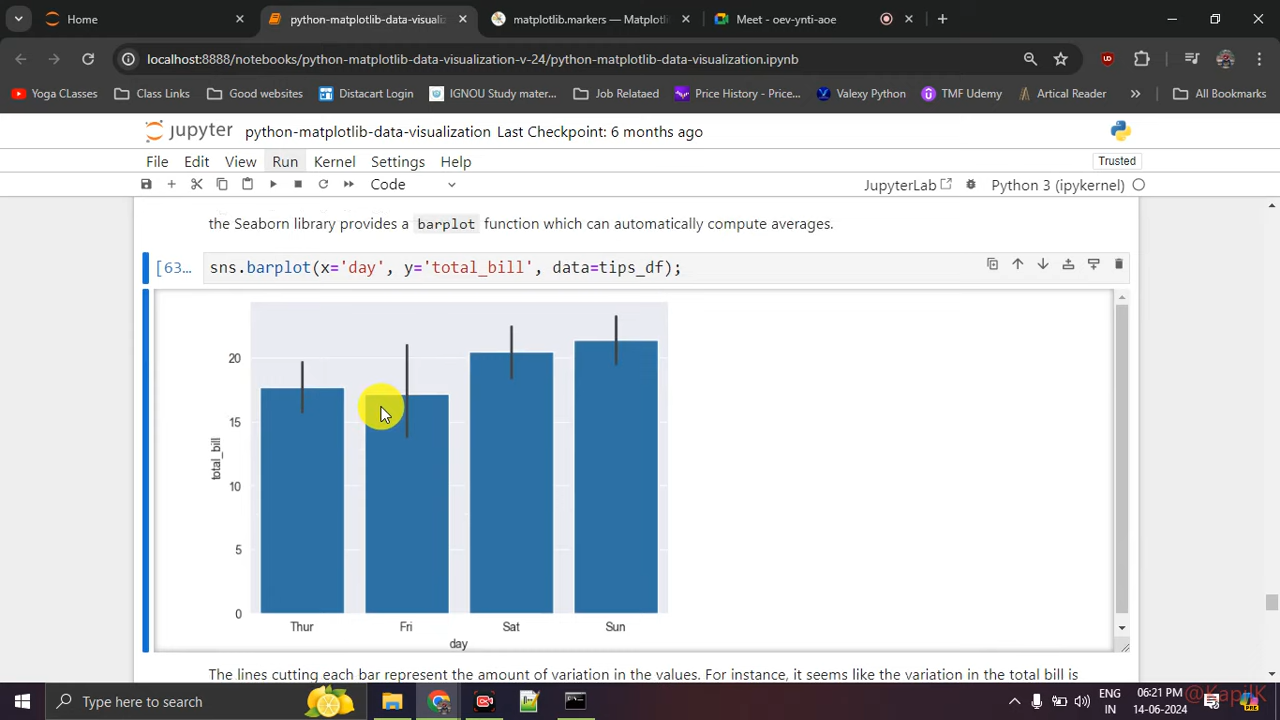 Home
python-matplotlib-data-visualiz
matplotlib.markers — Matplotli
Meet - oev-ynti-aoe
localhost:8888/notebooks/python-matplotlib-data-visualization-v-24/python-matplotlib-data-visualization.ipynb
Yoga CLasses
Class Links
Good websites
Distacart Login
IGNOU Study mater...
Job Relataed
Price History - Price...
Valexy Python
TMF Udemy
Artical Reader
All Bookmarks
jupyter
python-matplotlib-data-visualization Last Checkpoint: 6 months ago
File Edit View Run Kernel Settings Help
Trusted
Code
JupyterLab
Python 3 (ipykernel)
the Seaborn library provides a barplot function which can automatically compute averages.
[63...
sns.barplot(x='day', y='total_bill', data=tips_df);
20
15
10
5
0
total_bill
Thur Fri Sat Sun
day
The lines cutting each bar represent the amount of variation in the values. For instance, it seems like the variation in the total bill is
Type here to search
ENG
IN
06:21 PM
14-06-2024
@KapilK